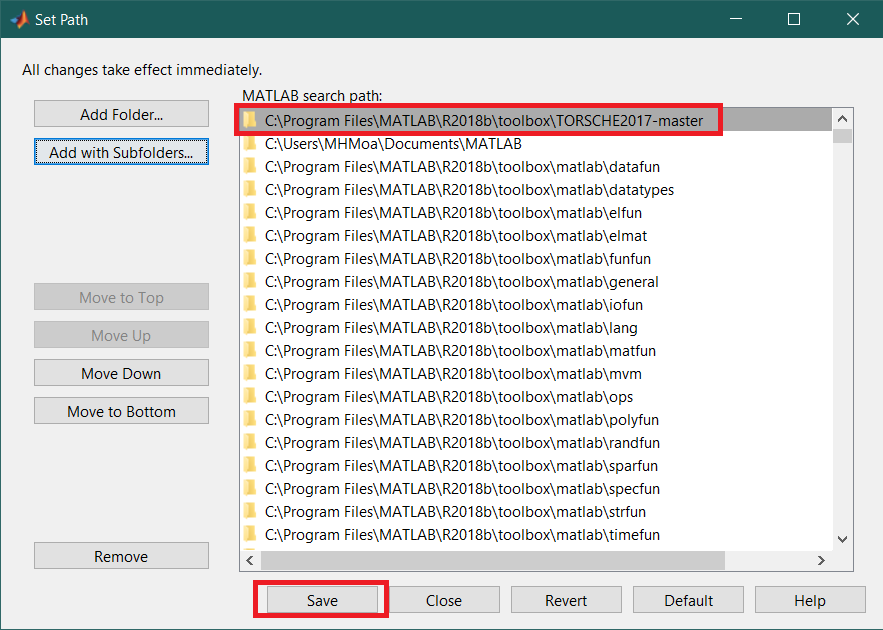 Set Path
All changes take effect immediately.
MATLAB search path:
Add Folder...
Add with Subfolders...
Move to Top
Move Up
Move Down
Move to Bottom
Remove
C:\Program Files\MATLAB\R2018b\toolbox\TORSCHE2017-master
C:\Users\MHMoa\Documents\MATLAB
C:\Program Files\MATLAB\R2018b\toolbox\matlab\datafun
C:\Program Files\MATLAB\R2018b\toolbox\matlab\datatypes
C:\Program Files\MATLAB\R2018b\toolbox\matlab\elfun
C:\Program Files\MATLAB\R2018b\toolbox\matlab\elmat
C:\Program Files\MATLAB\R2018b\toolbox\matlab\funfun
C:\Program Files\MATLAB\R2018b\toolbox\matlab\general
C:\Program Files\MATLAB\R2018b\toolbox\matlab\iofun
C:\Program Files\MATLAB\R2018b\toolbox\matlab\lang
C:\Program Files\MATLAB\R2018b\toolbox\matlab\matfun
C:\Program Files\MATLAB\R2018b\toolbox\matlab\mvm
C:\Program Files\MATLAB\R2018b\toolbox\matlab\ops
C:\Program Files\MATLAB\R2018b\toolbox\matlab\polyfun
C:\Program Files\MATLAB\R2018b\toolbox\matlab\randfun
C:\Program Files\MATLAB\R2018b\toolbox\matlab\sparfun
C:\Program Files\MATLAB\R2018b\toolbox\matlab\specfun
C:\Program Files\MATLAB\R2018b\toolbox\matlab\strfun
C:\Program Files\MATLAB\R2018b\toolbox\matlab\timefun
Save
Close
Revert
Default
Help